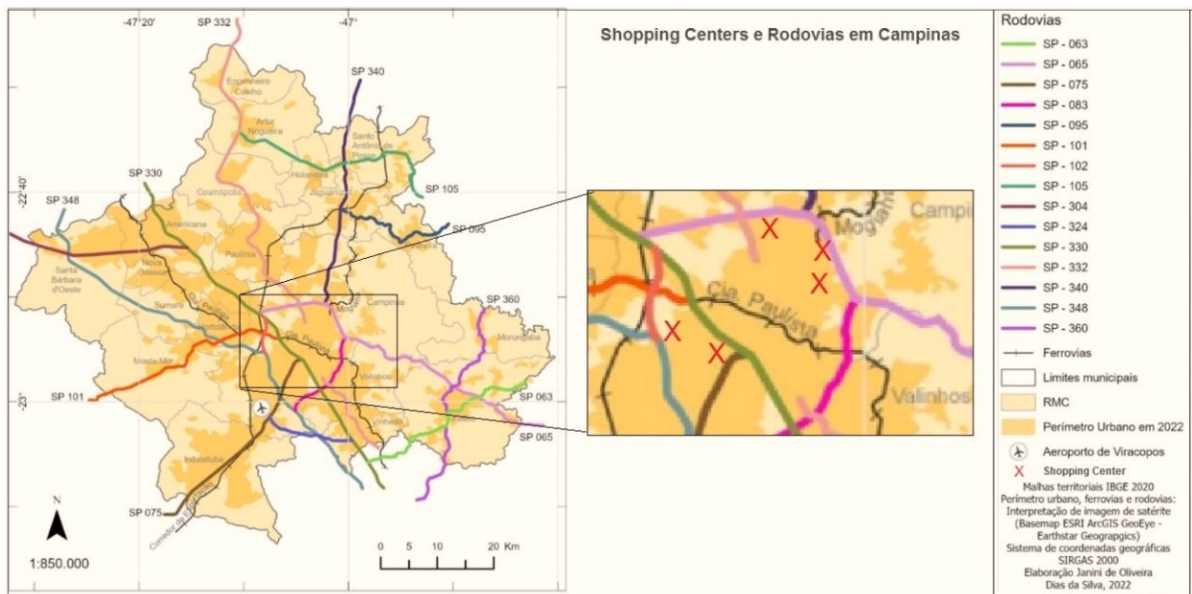 Shopping Centers e Rodovias em Campinas
-47°20'
-47°
-22°40'
-23°
SP 332
SP 340
SP 330
SP 348
SP 105
SP 095
SP 360
SP 101
SP 063
SP 065
SP 075
Engenheiro
Coelho
Artur
Nogueira
Santo
Antônio de
Posse
Holambra
Jaguariúna
Cosmópolis
Americana
Paulínia
Nova
Odessa
Santa
Bárbara
d'Oeste
Sumaré
Hortolândia
Campinas
Cia. Paulista
Monte Mor
Morungaba
Valinhos
Vinhedo
Indaiatuba
Corredor de Exportação
N
1:850.000
0 5 10 20 Km
Campin
Mogiana
Cia. Paulista
Valinhos
Rodovias
SP - 063
SP - 065
SP - 075
SP - 083
SP - 095
SP - 101
SP - 102
SP - 105
SP - 304
SP - 324
SP - 330
SP - 332
SP - 340
SP - 348
SP - 360
Ferrovias
Limites municipais
RMC
Perímetro Urbano em 2022
Aeroporto de Viracopos
Shopping Center
Malhas territoriais IBGE 2020
Perímetro urbano, ferrovias e rodovias:
Interpretação de imagem de satérite
(Basemap ESRI ArcGIS GeoEye -
Earthstar Geograpgics)
Sistema de coordenadas geográficas
SIRGAS 2000
Elaboração Janini de Oliveira
Dias da Silva, 2022